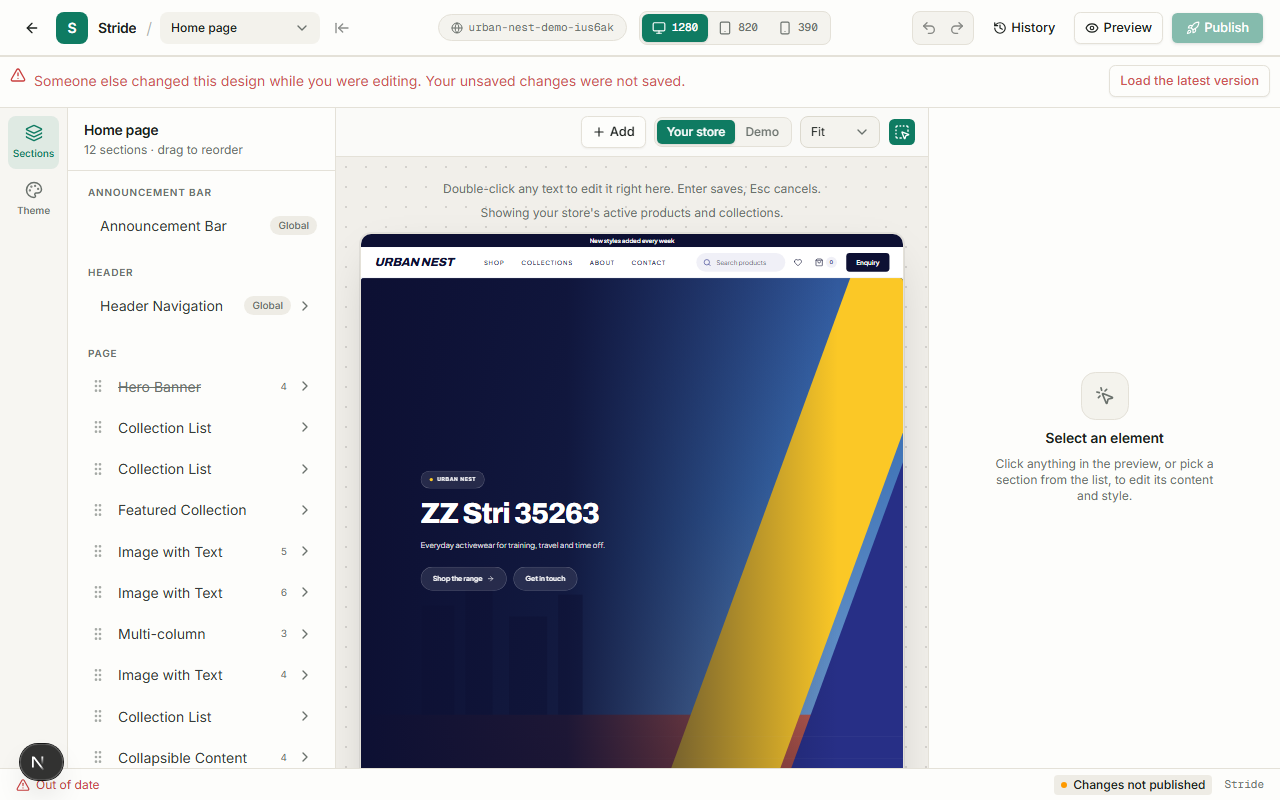 S Stride / Home page urban-nest-demo-ius6ak 1280 820 390 History Preview Publish
Someone else changed this design while you were editing. Your unsaved changes were not saved. Load the latest version
Sections
Theme
Home page
12 sections · drag to reorder
ANNOUNCEMENT BAR
Announcement Bar Global
HEADER
Header Navigation Global
PAGE
Hero Banner 4
Collection List
Collection List
Featured Collection
Image with Text 5
Image with Text 6
Multi-column 3
Image with Text 4
Collection List
Collapsible Content 4
Add Your store Demo Fit
Double-click any text to edit it right here. Enter saves, Esc cancels.
Showing your store's active products and collections.
New styles added every week
URBAN NEST SHOP COLLECTIONS ABOUT CONTACT Search products 0 Enquiry
URBAN NEST
ZZ Stri 35263
Everyday activewear for training, travel and time off.
Shop the range → Get in touch
Select an element
Click anything in the preview, or pick a
section from the list, to edit its content
and style.
N
Out of date Changes not published Stride